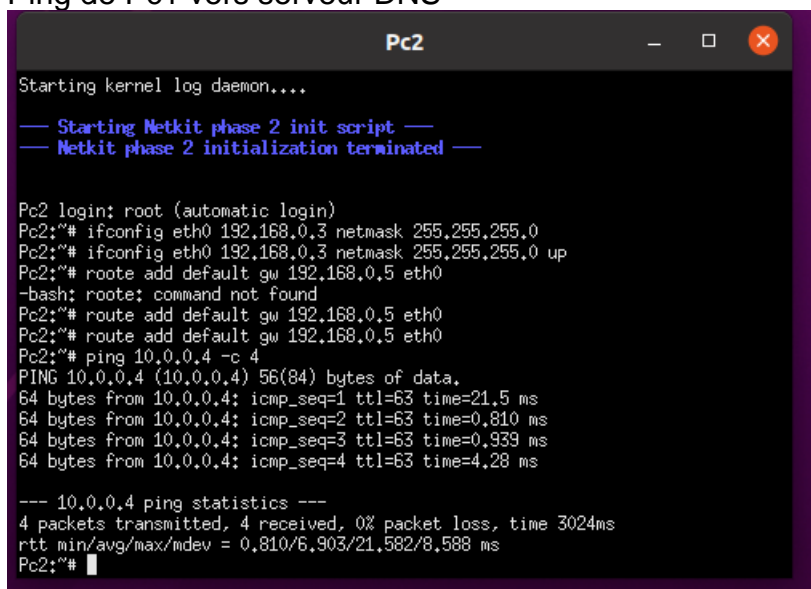 Ping de Pc1 vers serveur DNS
Pc2
Starting kernel log daemon....
--- Starting Netkit phase 2 init script ---
--- Netkit phase 2 initialization terminated ---
Pc2 login: root (automatic login)
Pc2:~# ifconfig eth0 192.168.0.3 netmask 255.255.255.0
Pc2:~# ifconfig eth0 192.168.0.3 netmask 255.255.255.0 up
Pc2:~# roote add default gw 192.168.0.5 eth0
-bash: roote: command not found
Pc2:~# route add default gw 192.168.0.5 eth0
Pc2:~# route add default gw 192.168.0.5 eth0
Pc2:~# ping 10.0.0.4 -c 4
PING 10.0.0.4 (10.0.0.4) 56(84) bytes of data.
64 bytes from 10.0.0.4: icmp_seq=1 ttl=63 time=21.5 ms
64 bytes from 10.0.0.4: icmp_seq=2 ttl=63 time=0.810 ms
64 bytes from 10.0.0.4: icmp_seq=3 ttl=63 time=0.939 ms
64 bytes from 10.0.0.4: icmp_seq=4 ttl=63 time=4.28 ms
--- 10.0.0.4 ping statistics ---
4 packets transmitted, 4 received, 0% packet loss, time 3024ms
rtt min/avg/max/mdev = 0.810/6.903/21.582/8.588 ms
Pc2:~#